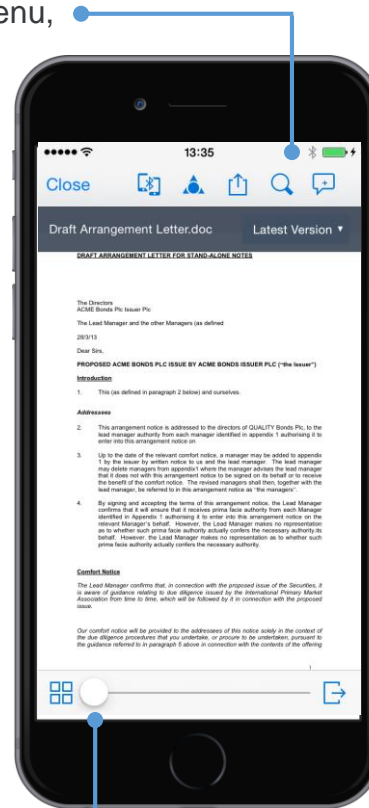 enu,
13:35
Close
Draft Arrangement Letter.doc Latest Version
DRAFT ARRANGEMENT LETTER FOR STAND-ALONE NOTES
The Directors
ACME Bonds Plc Issuer Plc
The Lead Manager and the other Managers (as defined
28/3/13
Dear Sirs,
PROPOSED ACME BONDS PLC ISSUE BY ACME BONDS ISSUER PLC ("the Issuer")
Introduction
1. This (as defined in paragraph 2 below) and ourselves.
Addressees
2. This arrangement notice is addressed to the directors of QUALITY Bonds Plc, to the
lead manager authority from each manager identified in appendix 1 authorising it to
enter into this arrangement notice on
3. Up to the date of the relevant comfort notice, a manager may be added to appendix
1 by the issuer by written notice to us and the lead manager. The lead manager
may delete managers from appendix1 where the manager advises the lead manager
that it does not with this arrangement notice to be signed on its behalf or to receive
the benefit of the comfort notice. The revised managers shall then, together with the
lead manager, be referred to in this arrangement notice as "the managers".
4. By signing and accepting the terms of this arrangement notice, the Lead Manager
confirms that it will ensure that it receives prima facie authority from each Manager
identified in Appendix 1 authorising it to enter into this arrangement notice on the
relevant Manager's behalf. However, the Lead Manager makes no representation
as to whether such prima facie authority actually confers the necessary authority its
behalf. However, the Lead Manager makes no representation as to whether such
prima facie authority actually confers the necessary authority.
Comfort Notice
The Lead Manager confirms that, in connection with the proposed issue of the Securities, it
is aware of guidance relating to due diligence issued by the International Primary Market
Association from time to time, which will be followed by it in connection with the proposed
issue.
Our comfort notice will be provided to the addressees of this notice solely in the context of
the due diligence procedures that you undertake, or procure to be undertaken, pursuant to
the guidance referred to in paragraph 5 above in connection with the contents of the offering
1